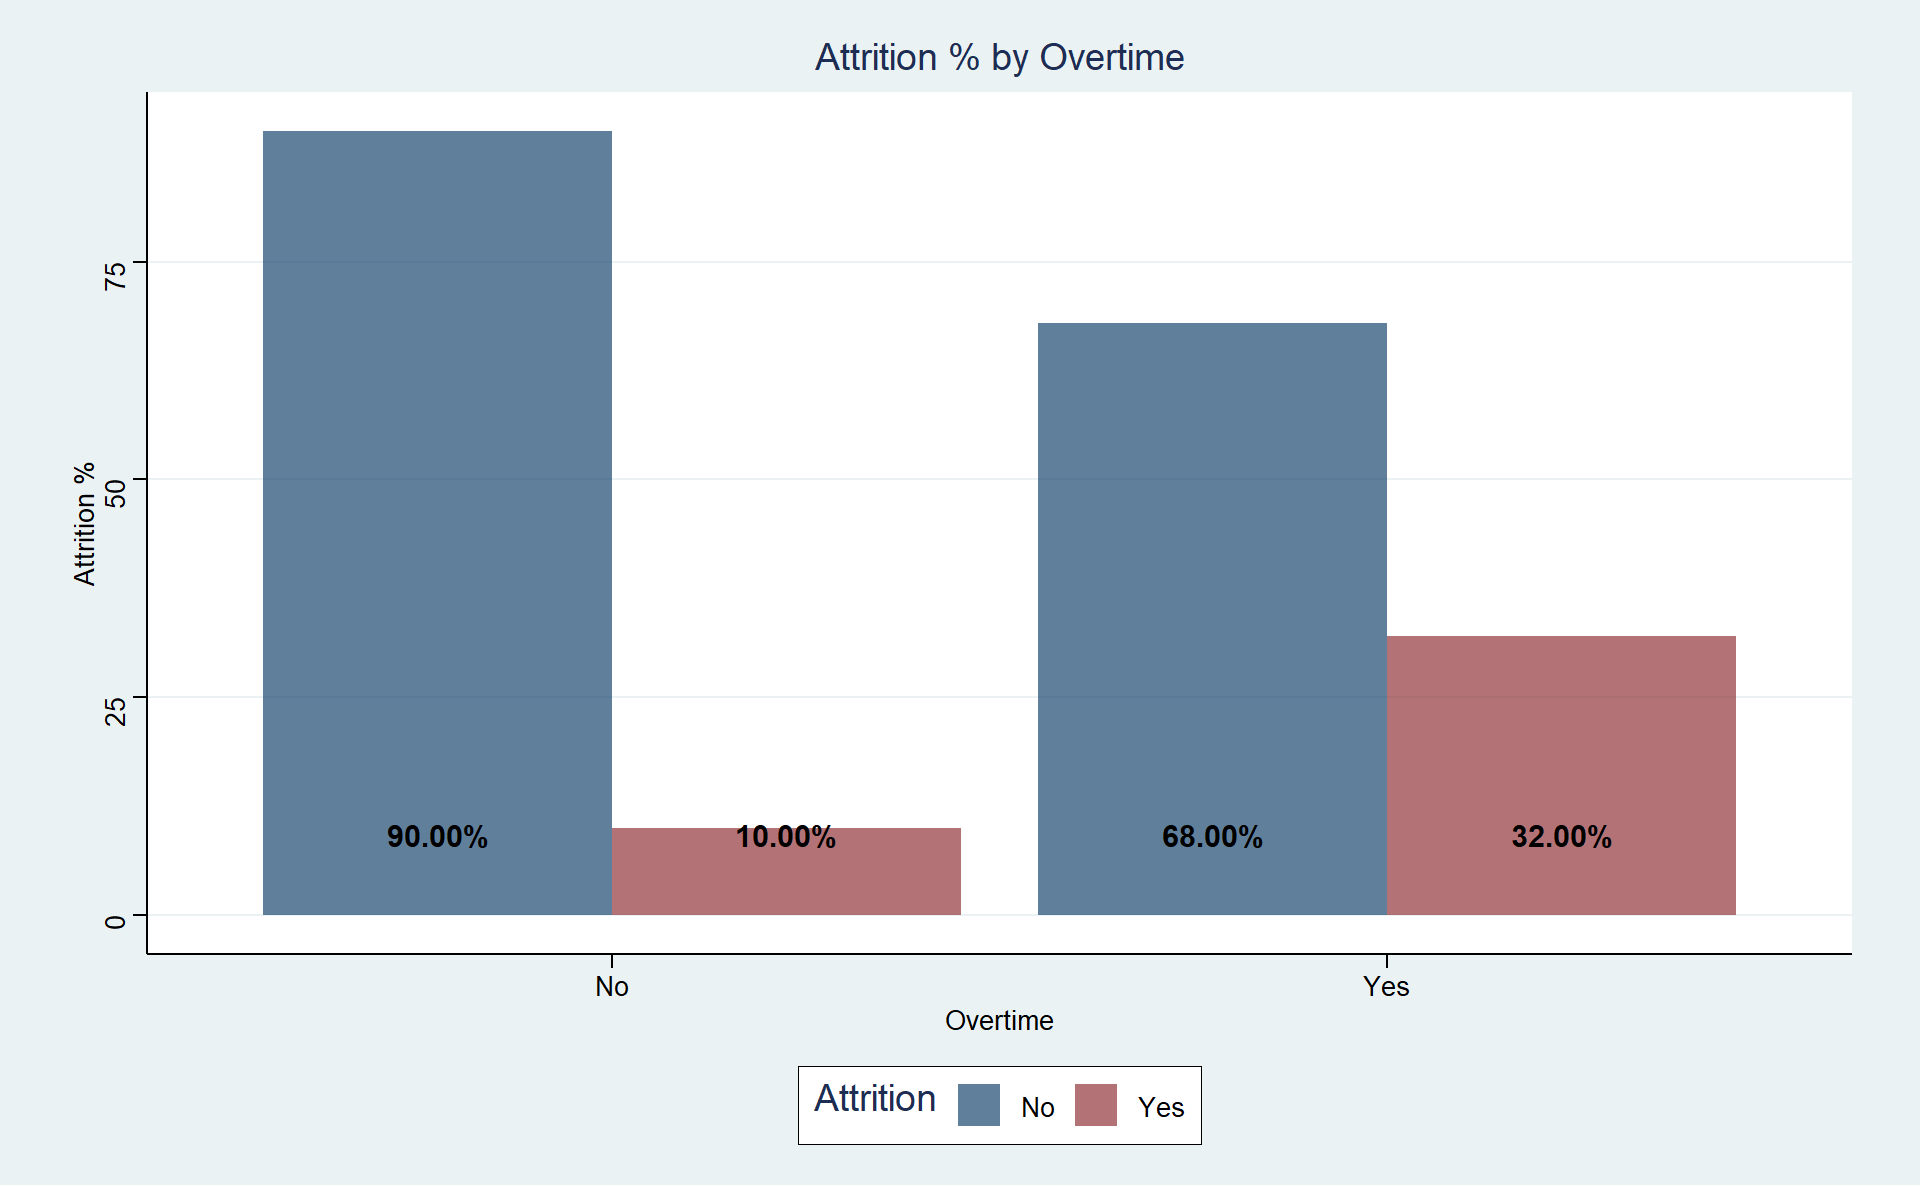 Attrition % by Overtime
Attrition %
75
50
25
0
90.00% 10.00% 68.00% 32.00%
No Yes
Overtime
Attrition No Yes